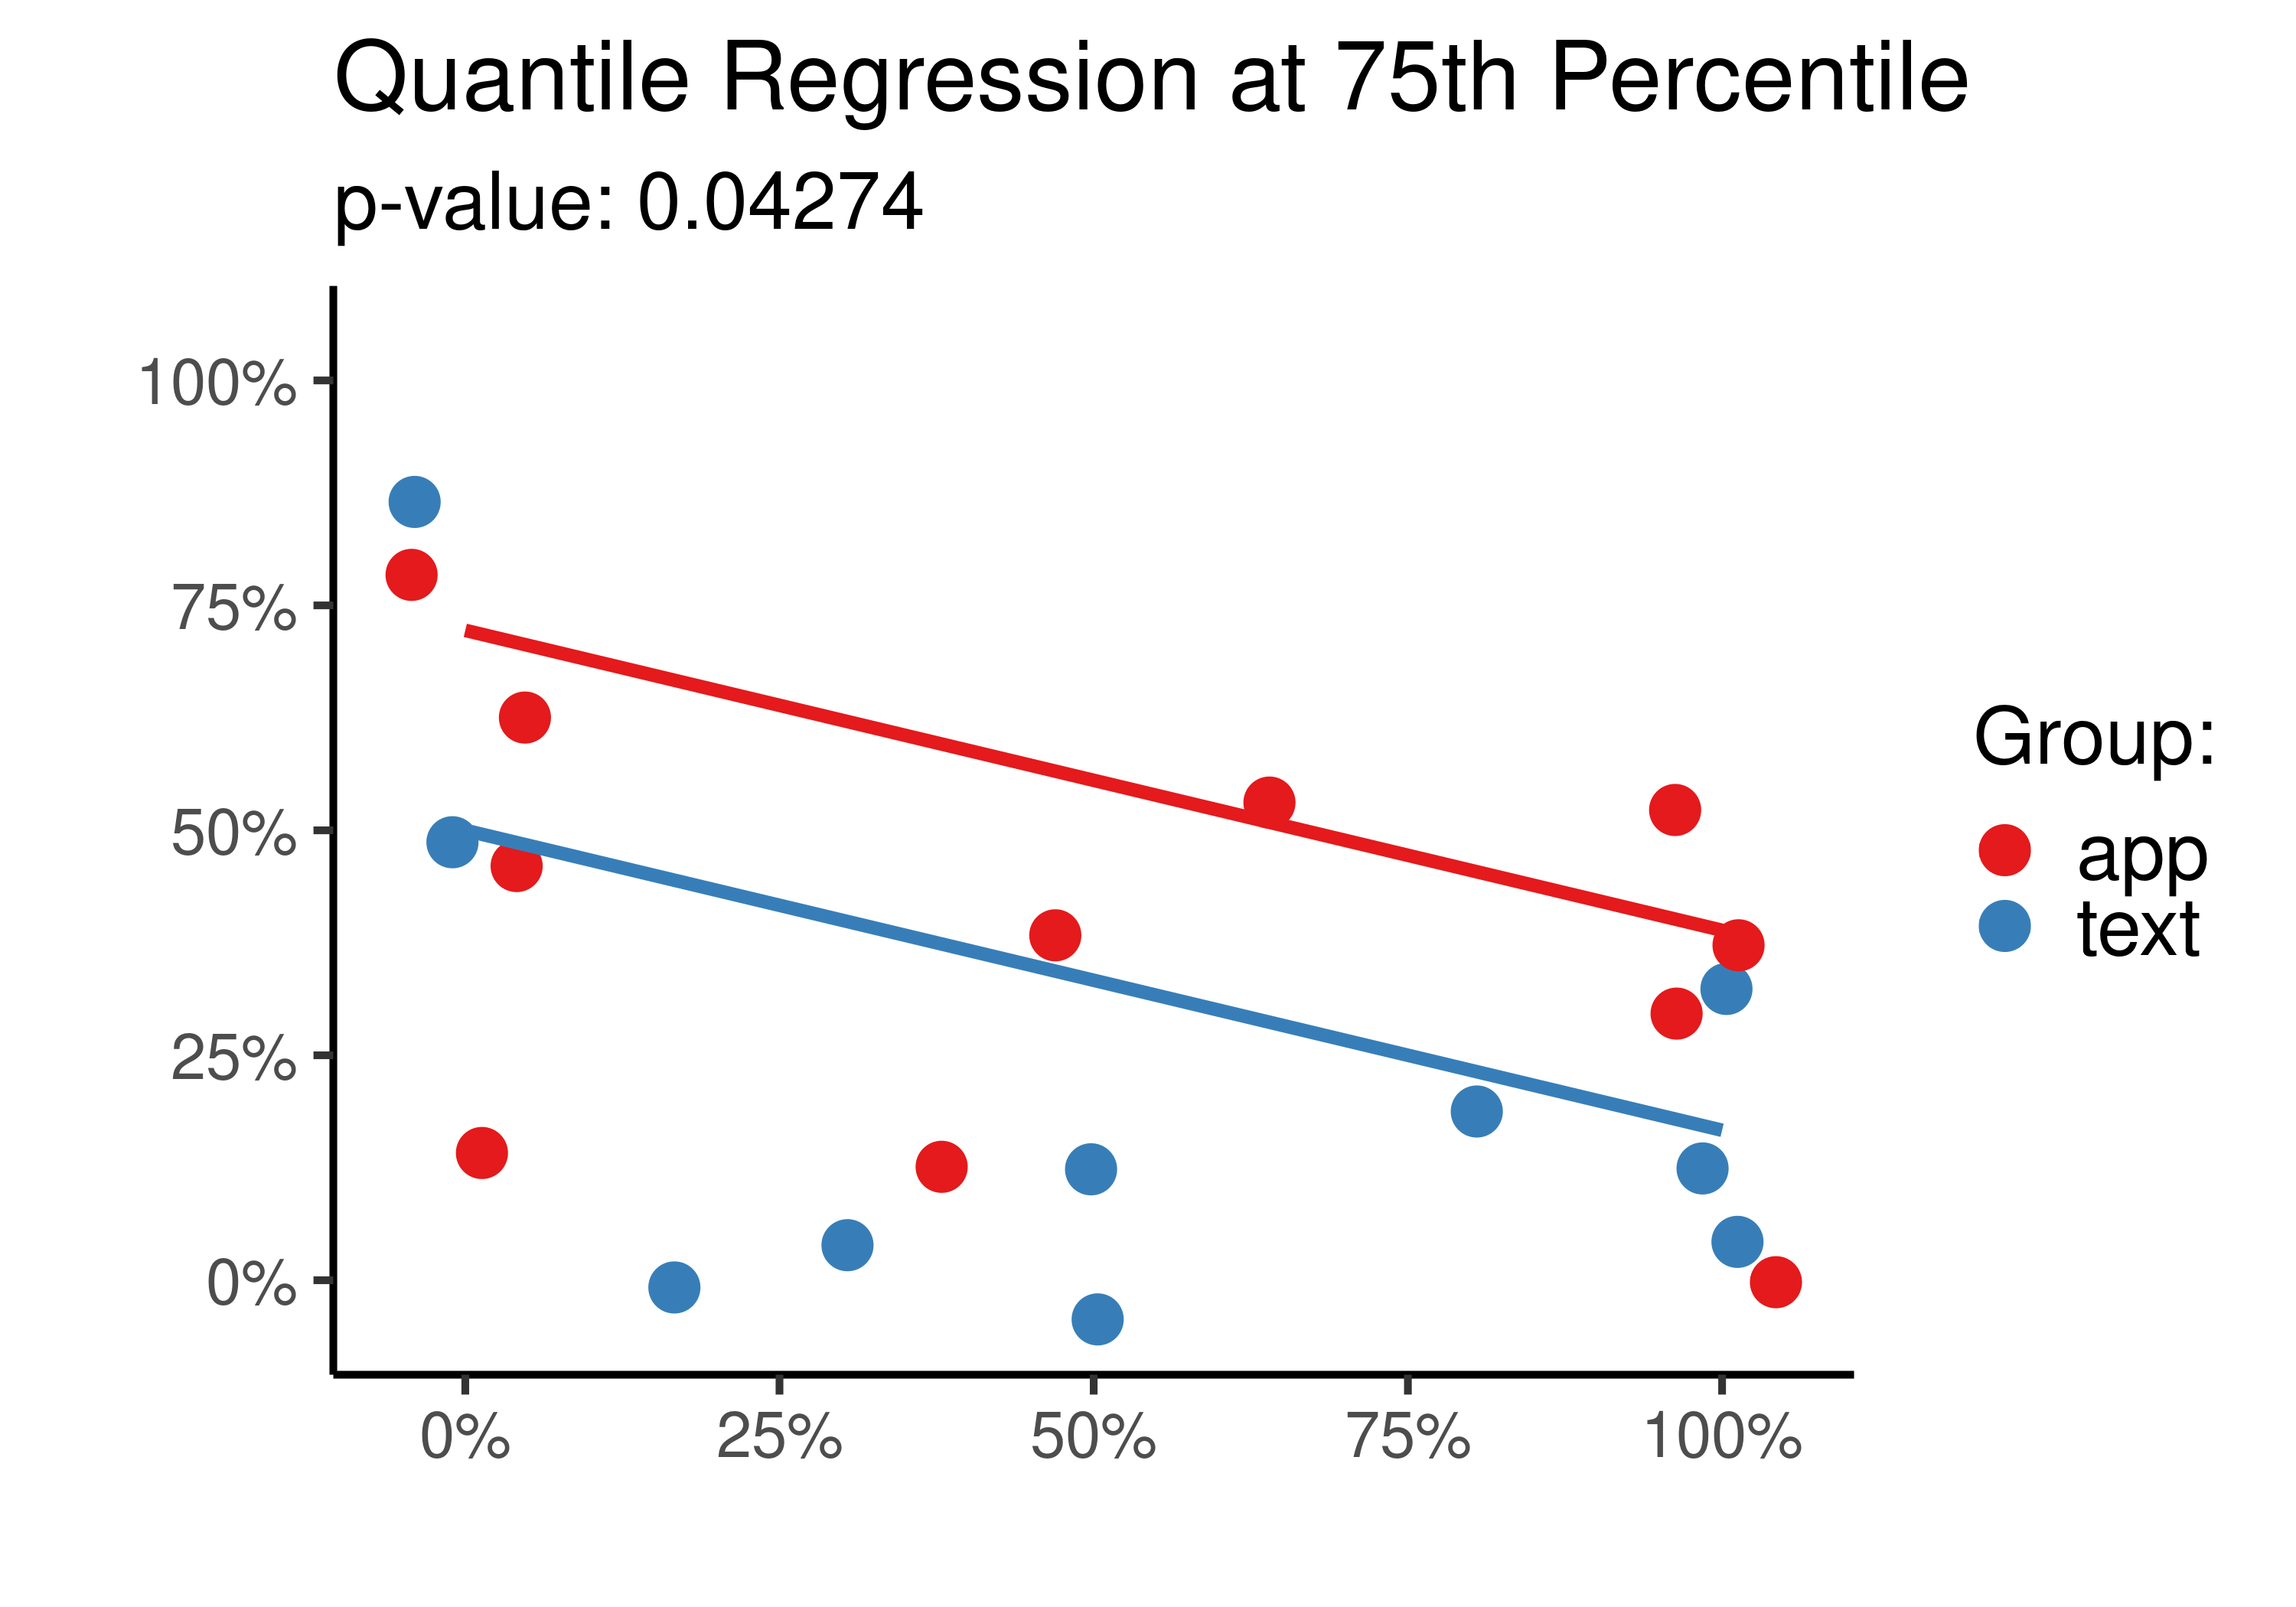 Quantile Regression at 75th Percentile
p-value: 0.04274
100%
75%
50%
25%
0%
0%
25%
50%
75%
100%
Group:
app
text